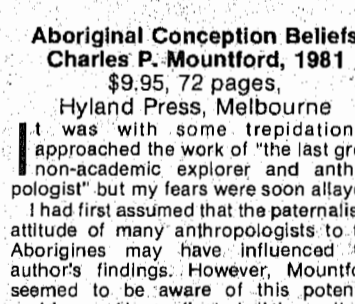 Aboriginal Conception Beliefs
Charles P. Mountford, 1981
$9.95, 72 pages,
Hyland Press, Melbourne
It was with some trepidation
approached the work of "the last gre
non-academic explorer and anth
pologist" but my fears were soon allaye
I had first assumed that the paternalis
attitude of many anthropologists to t
Aborigines may have influenced
author's findings. However, Mountfo
seemed to be aware of this poten